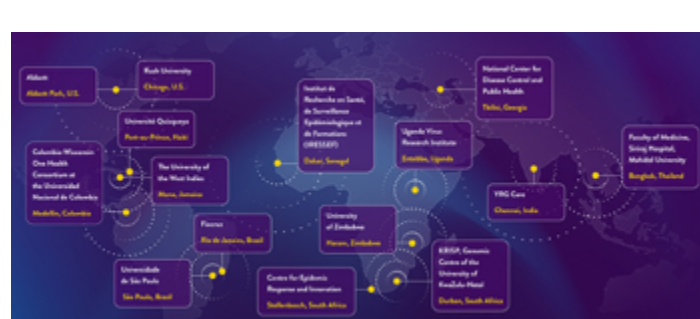 Abbott
Abbott Park, U.S.
Rush University
Chicago, U.S.
Université Quisqueya
Port-au-Prince, Haiti
Colombia Wisconsin
One Health
Consortium at
the Universidad
Nacional de Colombia
Medellín, Colombia
The University of
the West Indies
Mona, Jamaica
Fiocruz
Rio de Janeiro, Brazil
Universidade
de São Paulo
São Paulo, Brazil
Institut de
Recherche en Santé,
de Surveillance
Epidémiologique et
de Formations
(IRESSEF)
Dakar, Senegal
Uganda Virus
Research Institute
Entebbe, Uganda
University
of Zimbabwe
Harare, Zimbabwe
Centre for Epidemic
Response and Innovation
Stellenbosch, South Africa
KRISP, Genomic
Centre of the
University of
KwaZulu-Natal
Durban, South Africa
National Center for
Disease Control and
Public Health
Tbilisi, Georgia
YRG Care
Chennai, India
Faculty of Medicine,
Siriraj Hospital,
Mahidol University
Bangkok, Thailand